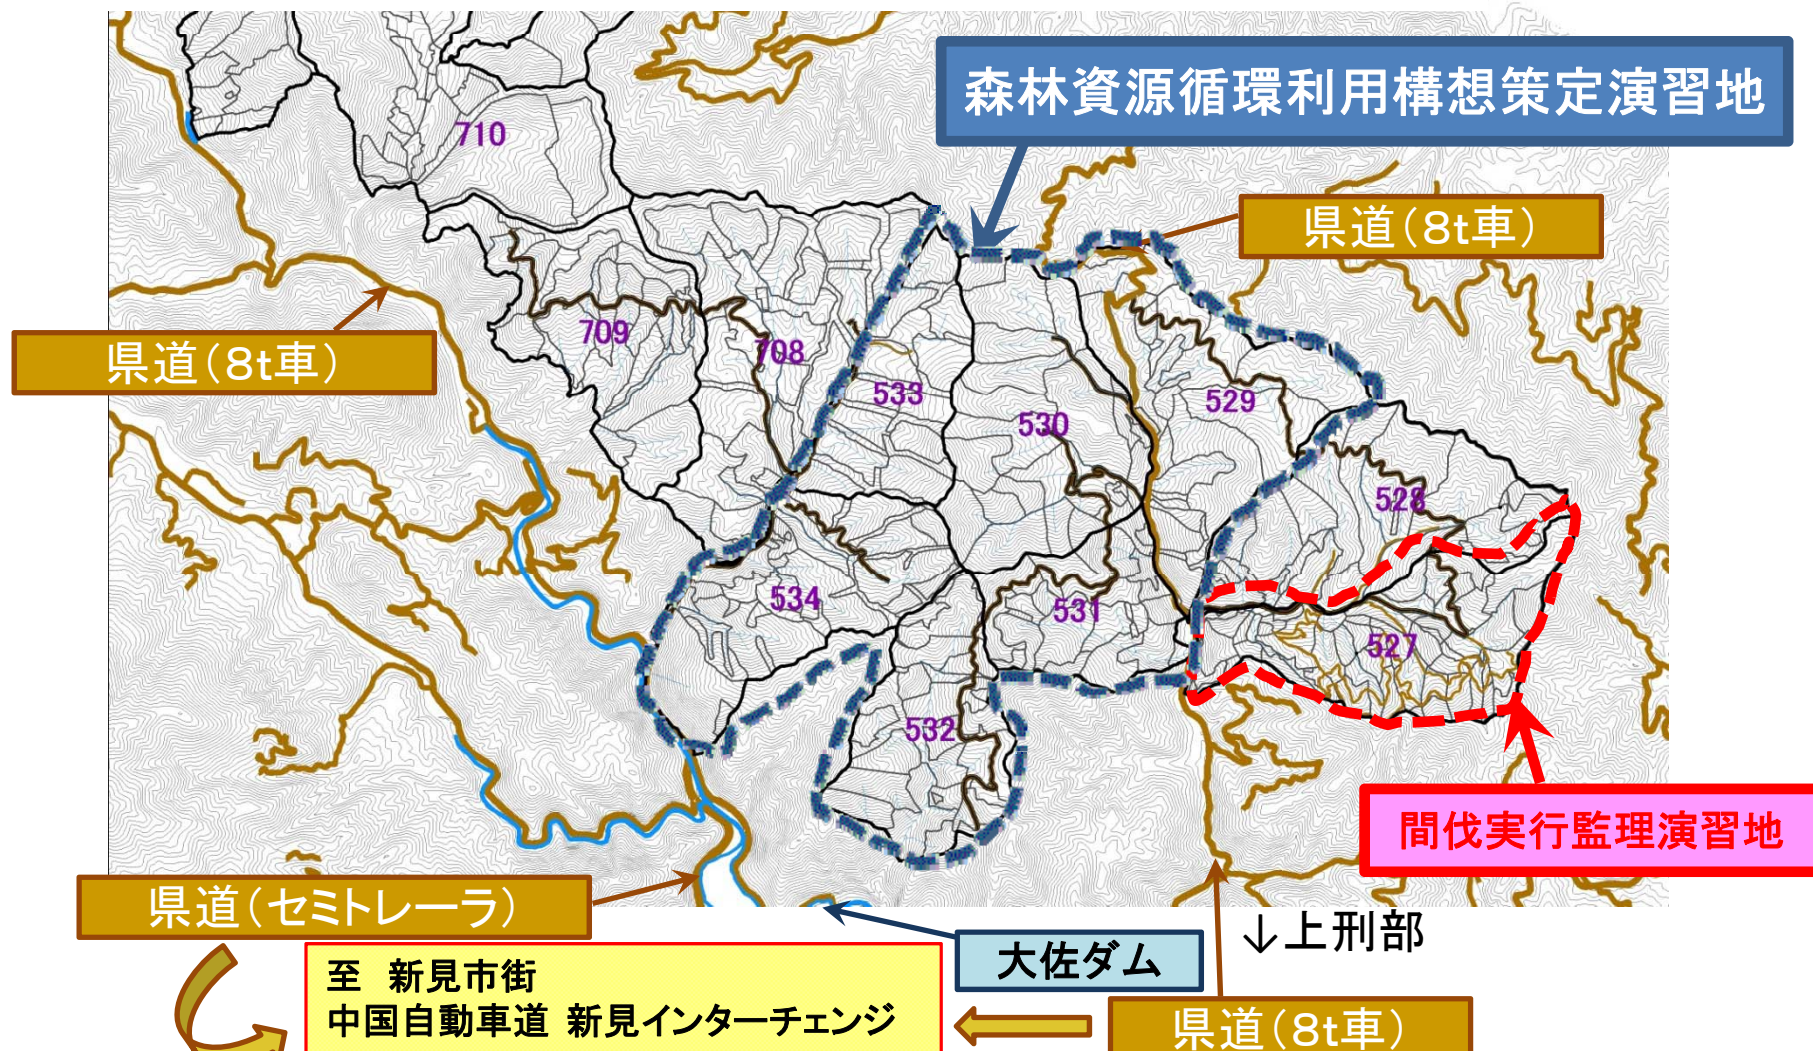 森林資源循環利用構想策定演習地
710
県道（8t車）
県道（8t車）
709
708
533
530
529
528
534
531
527
532
間伐実行監理演習地
県道（セミトレーラ）
↓上刑部
大佐ダム
至　新見市街
中国自動車道 新見インターチェンジ
県道（8t車）